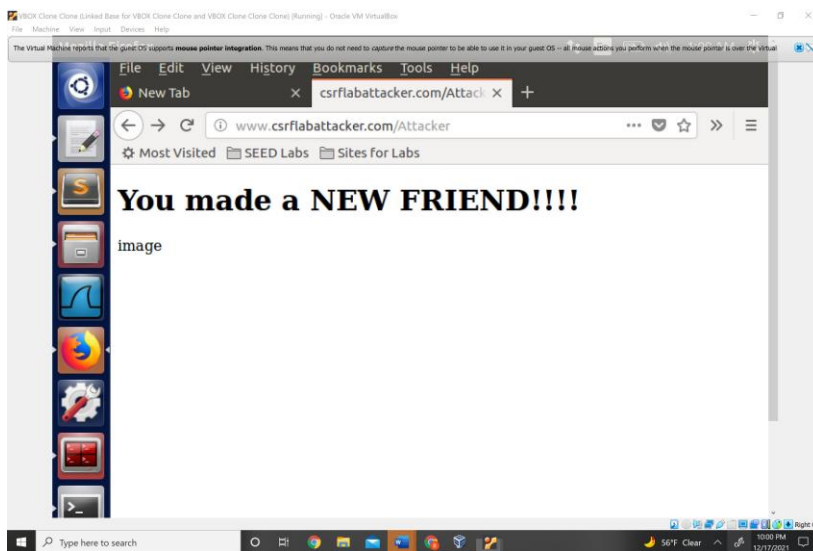 VBOX Clone Clone (Linked Base for VBOX Clone Clone and VBOX Clone Clone Clone) [Running] - Oracle VM VirtualBox
File Machine View Input Devices Help
The Virtual Machine reports that the guest OS supports mouse pointer integration. This means that you do not need to capture the mouse pointer to be able to use it in your guest OS -- all mouse actions you perform when the mouse pointer is over the Virtual
File Edit View History Bookmarks Tools Help
New Tab × csrflabattacker.com/Attack × +
www.csrflabattacker.com/Attacker
Most Visited SEED Labs Sites for Labs
You made a NEW FRIEND!!!!
image
Right
Type here to search
56°F Clear
10:00 PM
12/17/2021